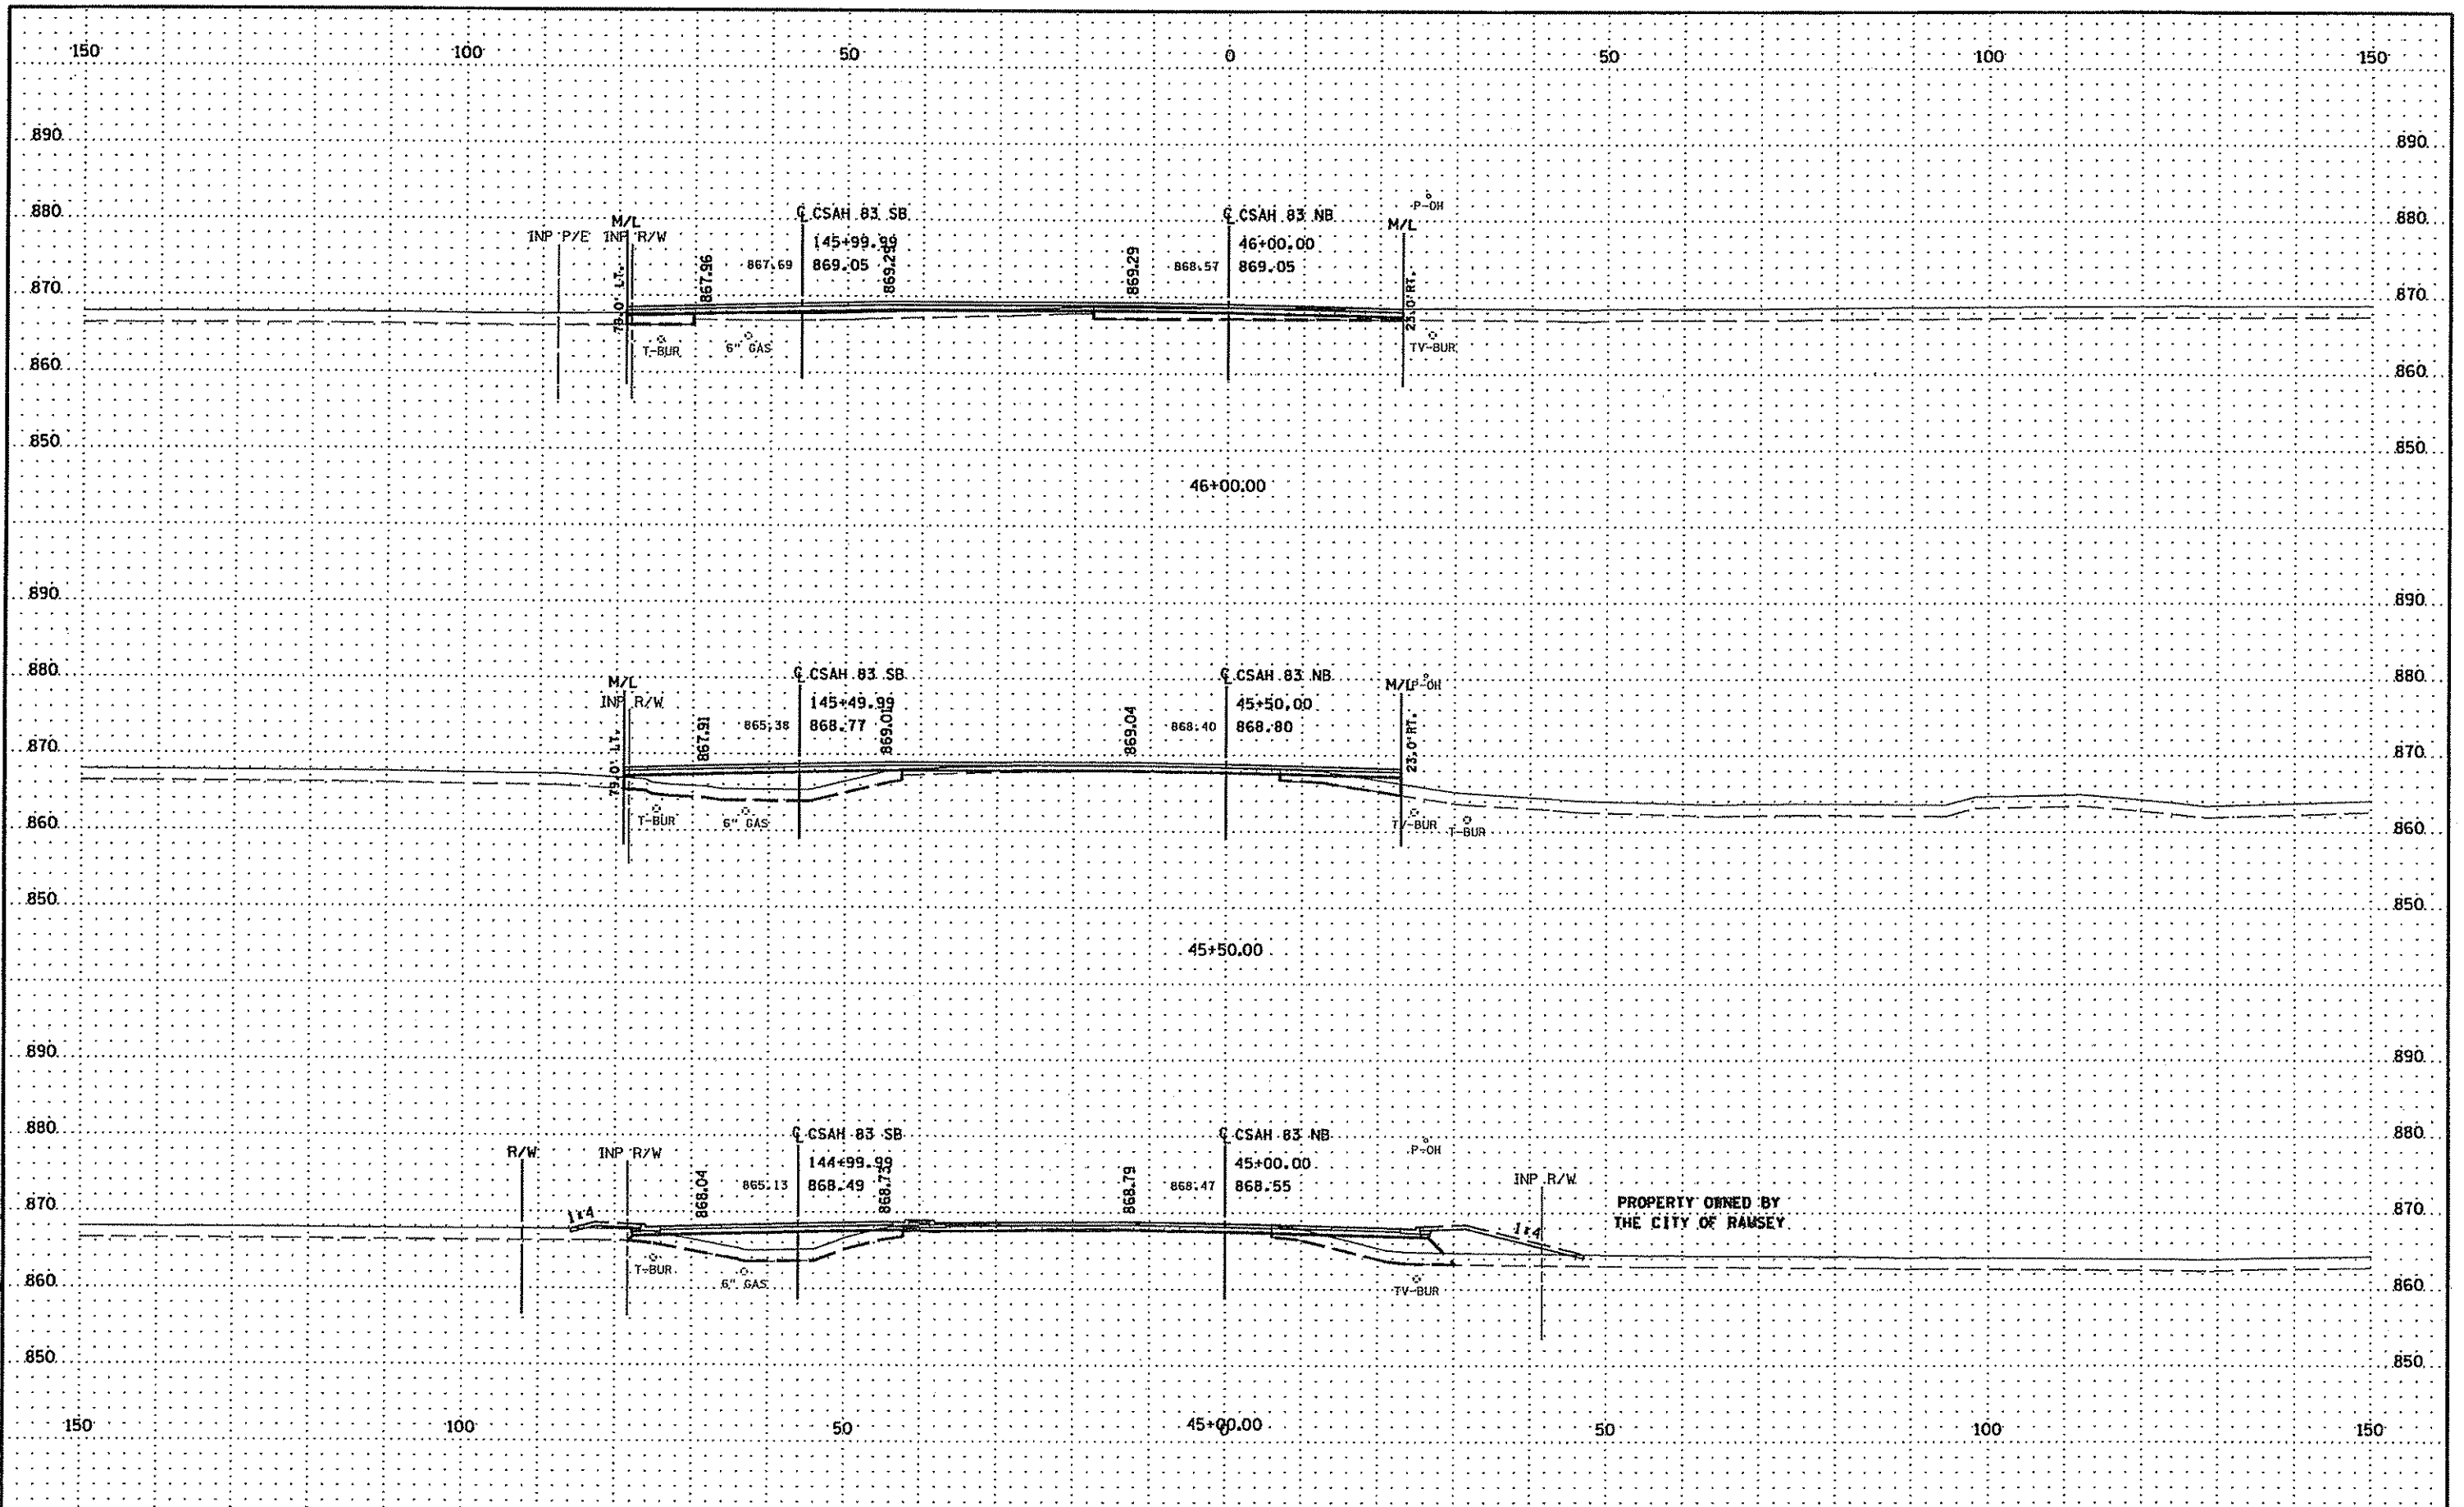 150 100 50 0 50 100 150
890 890
880 880
INP P/E M/L INP R/W ℄ CSAH 83 SB ℄ CSAH 83 NB M/L P-OH
145+99.99 46+00.00
867.96 867.69 869.05 869.29 869.29 868.57 869.05
870 79.0' LT. 23.0' RT. 870
T-BUR 6" GAS TV-BUR
860 860
850 850
46+00.00
890 890
880 880
M/L INP R/W ℄ CSAH 83 SB ℄ CSAH 83 NB M/L P-OH
145+49.99 45+50.00
867.91 865.38 868.77 869.01 869.04 868.40 868.80
870 79.0' LT. 23.0' RT. 870
T-BUR 6" GAS TV-BUR T-BUR
860 860
850 850
45+50.00
890 890
880 880
R/W INP R/W ℄ CSAH 83 SB ℄ CSAH 83 NB P-OH INP R/W
144+99.99 45+00.00
868.04 865.13 868.49 868.73 868.79 868.47 868.55
PROPERTY OWNED BY
THE CITY OF RAMSEY
870 1:4 1:4 870
T-BUR 6" GAS TV-BUR
860 860
850 850
150 100 50 45+00.00 0 50 100 150